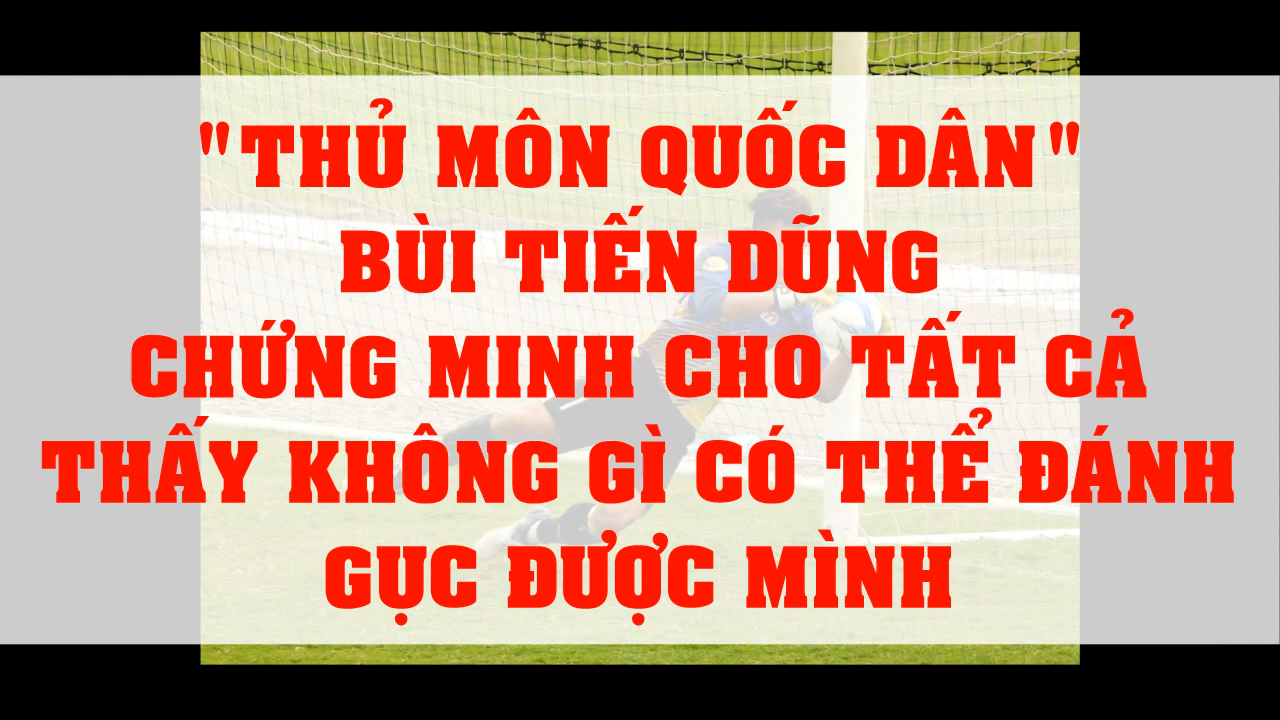 "THỦ MÔN QUỐC DÂN"
BÙI TIẾN DŨNG
CHỨNG MINH CHO TẤT CẢ
THẤY KHÔNG GÌ CÓ THỂ ĐÁNH
GỤC ĐƯỢC MÌNH